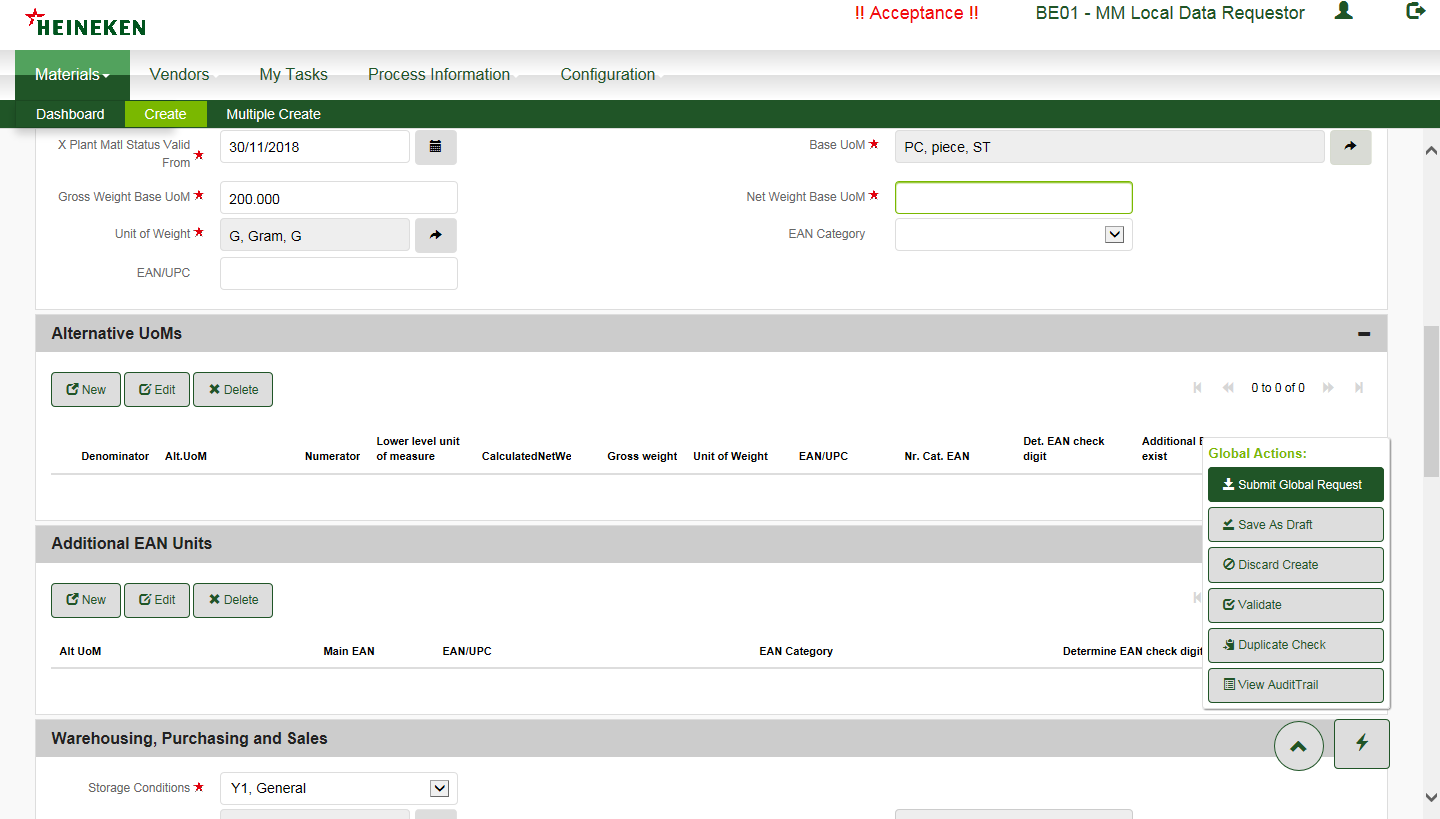 HEINEKEN
!! Acceptance !!
BE01 - MM Local Data Requestor
Materials
Vendors
My Tasks
Process Information
Configuration
Dashboard
Create
Multiple Create
X Plant Matl Status Valid
From
30/11/2018
Base UoM
PC, piece, ST
Gross Weight Base UoM
200.000
Net Weight Base UoM
Unit of Weight
G, Gram, G
EAN Category
EAN/UPC
Alternative UoMs
New
Edit
Delete
0 to 0 of 0
Denominator
Alt.UoM
Numerator
Lower level unit
of measure
CalculatedNetWe
Gross weight
Unit of Weight
EAN/UPC
Nr. Cat. EAN
Det. EAN check
digit
Additional E
exist
Global Actions:
Submit Global Request
Save As Draft
Discard Create
Validate
Duplicate Check
View AuditTrail
Additional EAN Units
New
Edit
Delete
Alt UoM
Main EAN
EAN/UPC
EAN Category
Determine EAN check digit
Warehousing, Purchasing and Sales
Storage Conditions
Y1, General